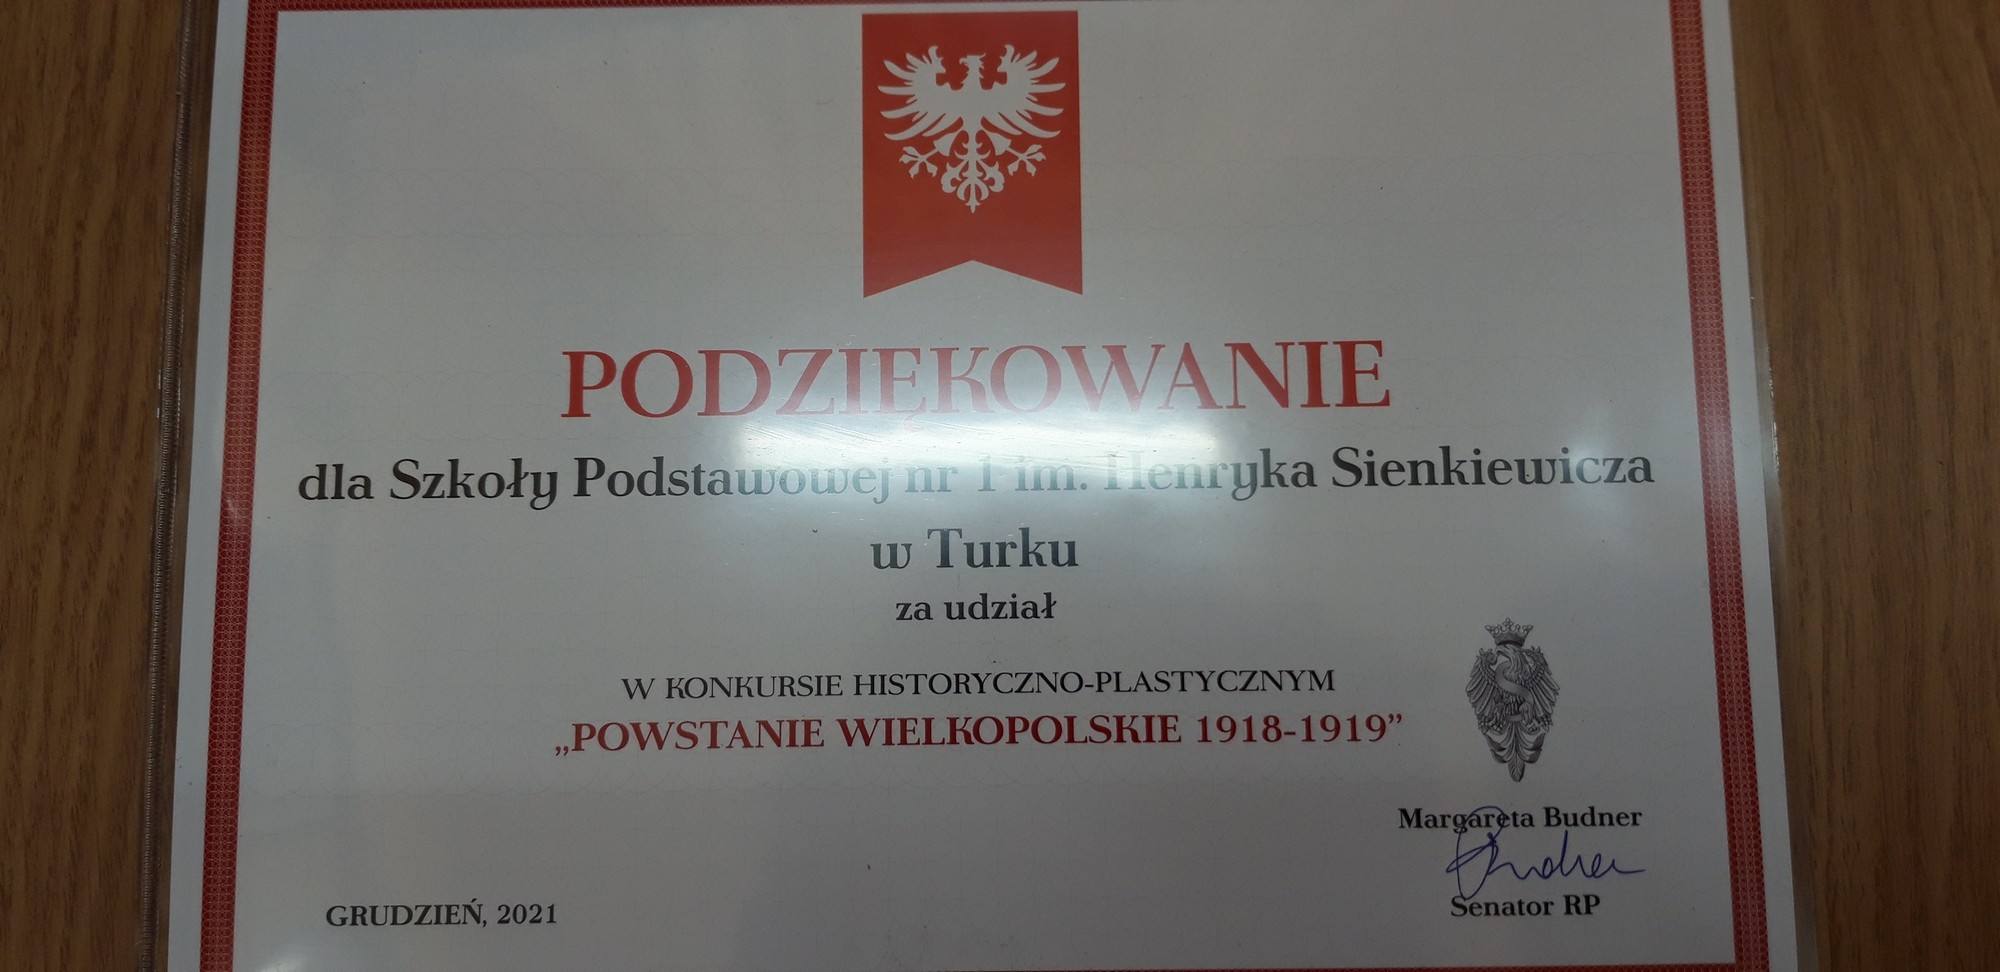 PODZIĘKOWANIE
dla Szkoły Podstawowej nr 1 im. Henryka Sienkiewicza
w Turku
za udział
W KONKURSIE HISTORYCZNO-PLASTYCZNYM
„POWSTANIE WIELKOPOLSKIE 1918-1919”
Margareta Budner
Budner
Senator RP
GRUDZIEŃ, 2021